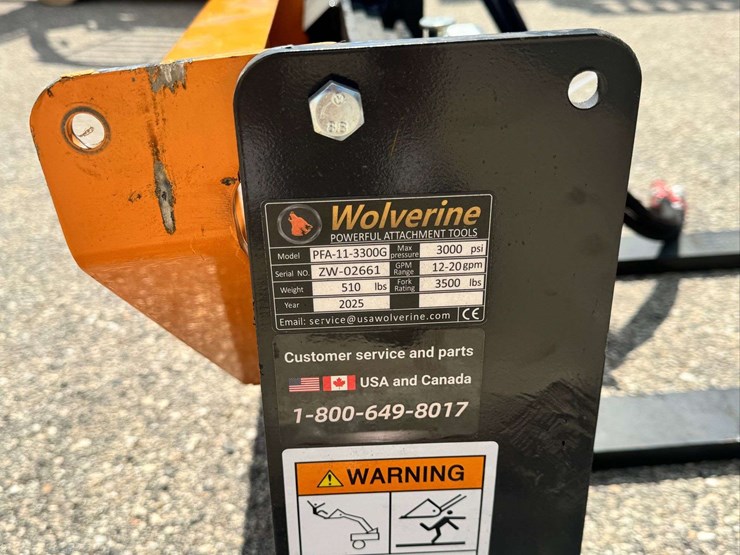 8.8
Wolverine
POWERFUL ATTACHMENT TOOLS
Model PFA-11-3300G Max pressure 3000 psi
Serial NO. ZW-02661 GPM Range 12-20 gpm
Weight 510 lbs Fork Rating 3500 lbs
Year 2025
Email: service@usawolverine.com CE
Customer service and parts
USA and Canada
1-800-649-8017
WARNING